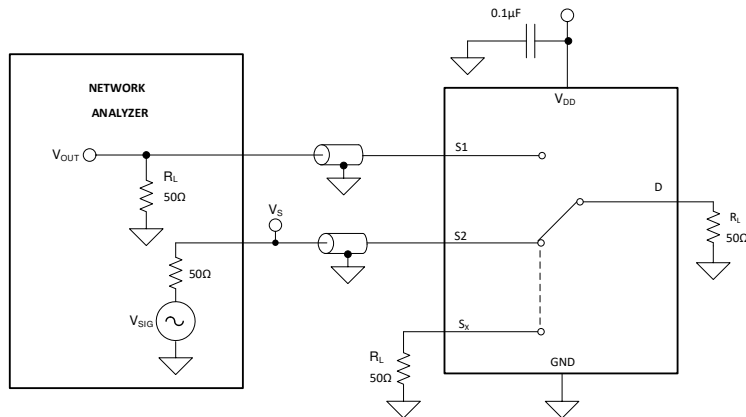 0.1µF
NETWORK
ANALYZER
VDD
VOUT
S1
RL
50Ω
D
VS
RL
50Ω
S2
50Ω
VSIG
SX
RL
50Ω
GND